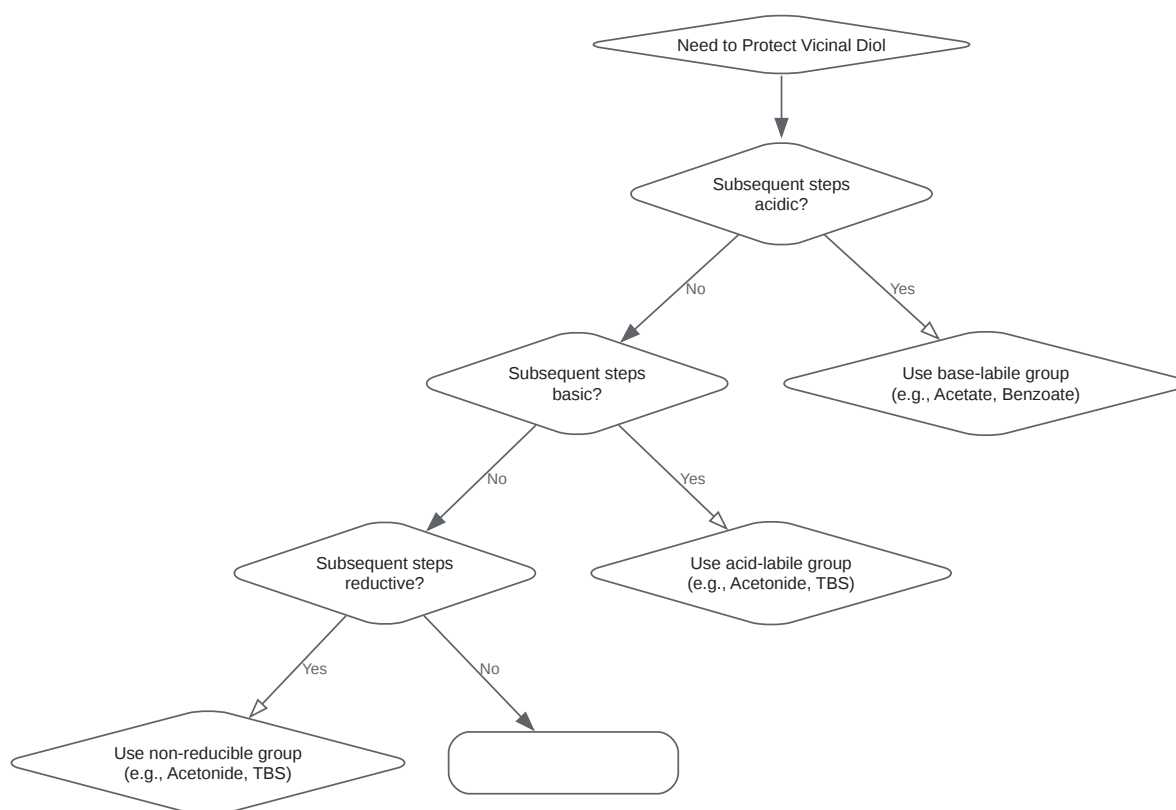 Need to Protect Vicinal Diol
Subsequent steps
acidic?
No
Yes
Subsequent steps
basic?
Use base-labile group
(e.g., Acetate, Benzoate)
No
Yes
Subsequent steps
reductive?
Use acid-labile group
(e.g., Acetonide, TBS)
Yes
No
Use non-reducible group
(e.g., Acetonide, TBS)